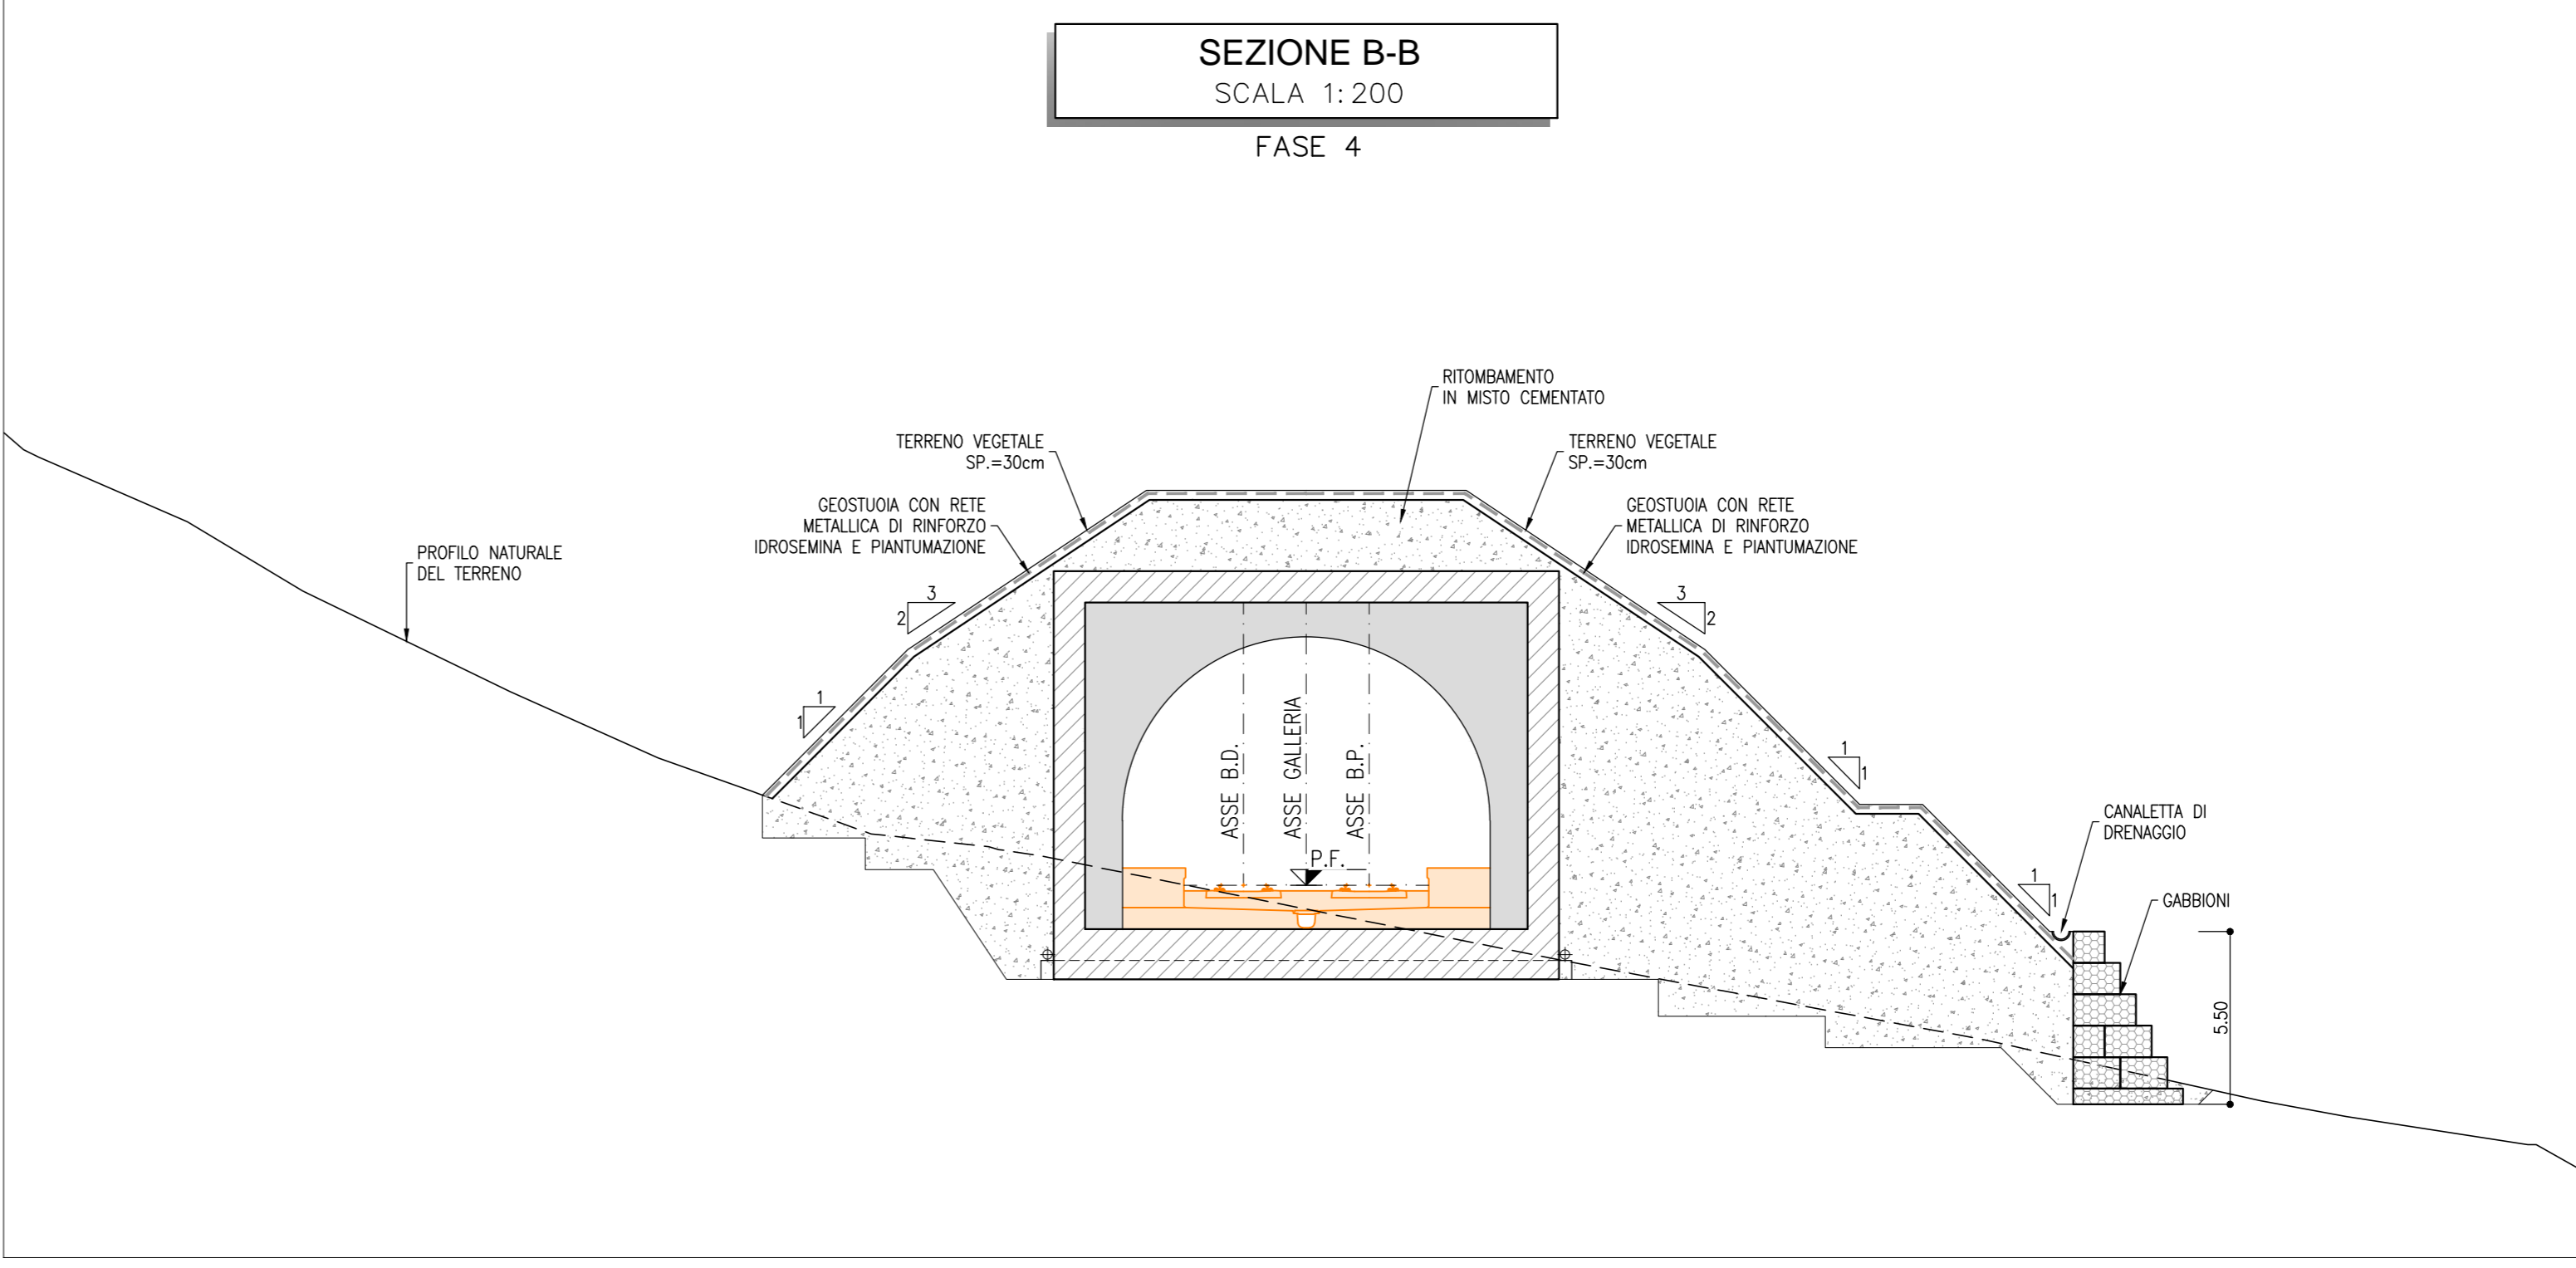 SEZIONE B-B
SCALA 1:200
FASE 4
RITOMBAMENTO
IN MISTO CEMENTATO
TERRENO VEGETALE
SP.=30cm
TERRENO VEGETALE
SP.=30cm
GEOSTUOIA CON RETE
METALLICA DI RINFORZO
IDROSEMINA E PIANTUMAZIONE
GEOSTUOIA CON RETE
METALLICA DI RINFORZO
IDROSEMINA E PIANTUMAZIONE
PROFILO NATURALE
DEL TERRENO
3
2
3
2
1
1
1
1
ASSE B.D.
ASSE GALLERIA
ASSE B.P.
P.F.
CANALETTA DI
DRENAGGIO
1
1
GABBIONI
5.50